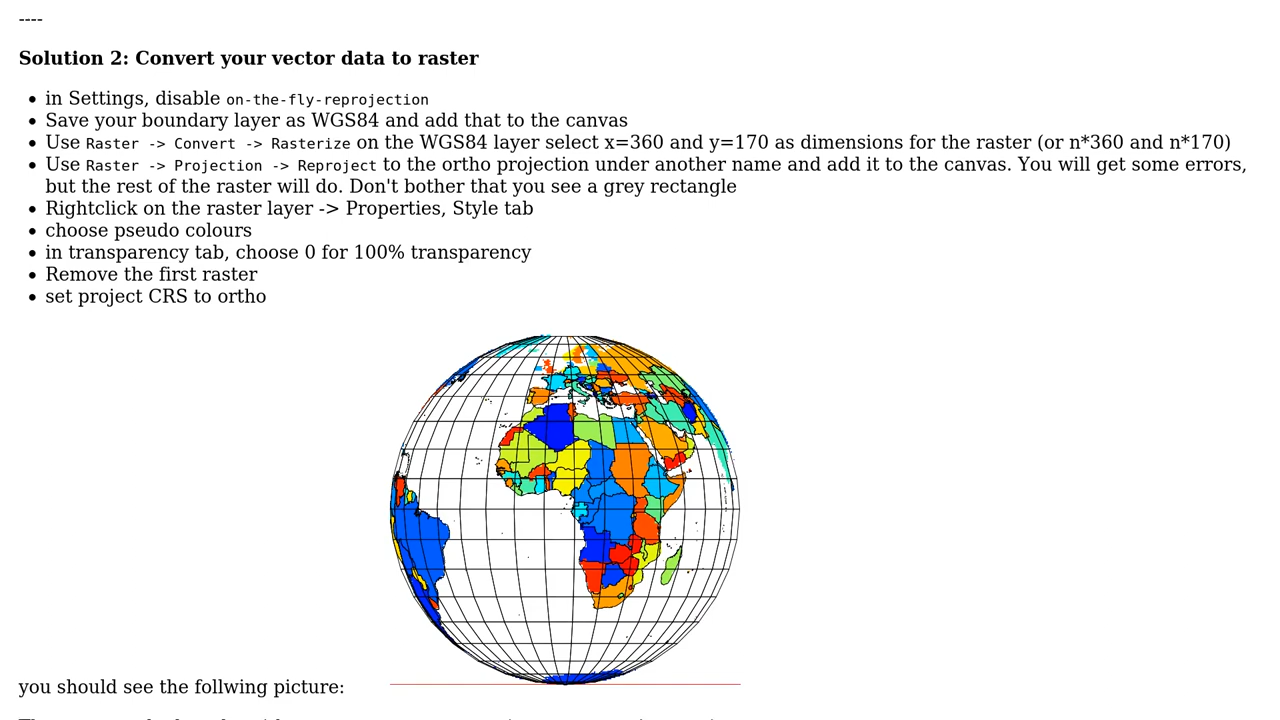 ----
Solution 2: Convert your vector data to raster
• in Settings, disable on-the-fly-reprojection
• Save your boundary layer as WGS84 and add that to the canvas
• Use Raster -> Convert -> Rasterize on the WGS84 layer select x=360 and y=170 as dimensions for the raster (or n*360 and n*170)
• Use Raster -> Projection -> Reproject to the ortho projection under another name and add it to the canvas. You will get some errors,
but the rest of the raster will do. Don't bother that you see a grey rectangle
• Rightclick on the raster layer -> Properties, Style tab
• choose pseudo colours
• in transparency tab, choose 0 for 100% transparency
• Remove the first raster
• set project CRS to ortho
you should see the follwing picture: